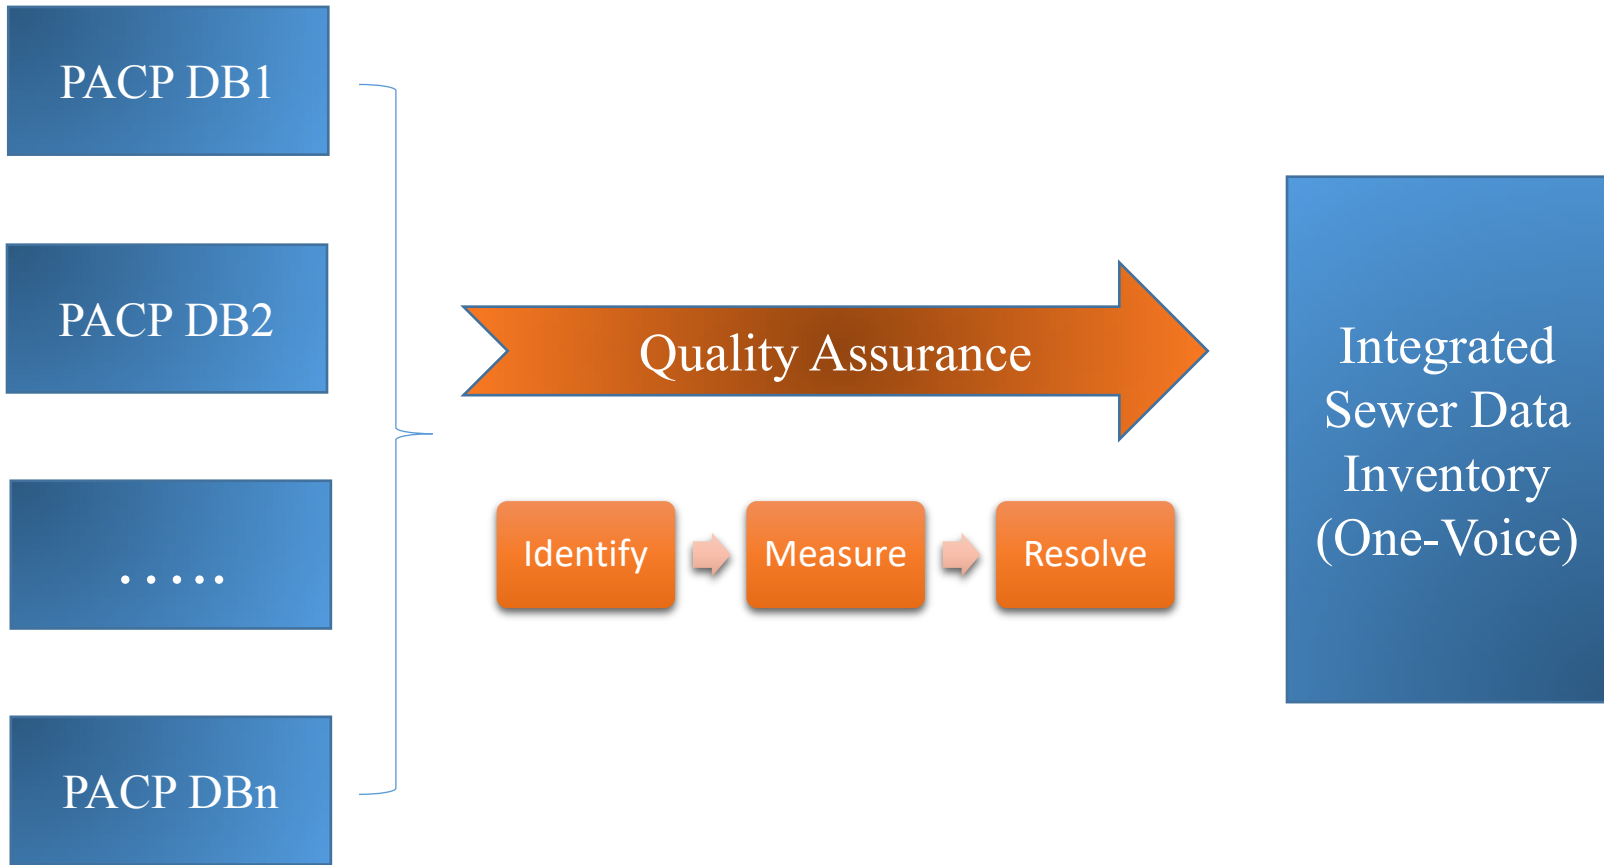 PACP DB1
PACP DB2
.....
PACP DBn
Quality Assurance
Identify
Measure
Resolve
Integrated
Sewer Data
Inventory
(One-Voice)